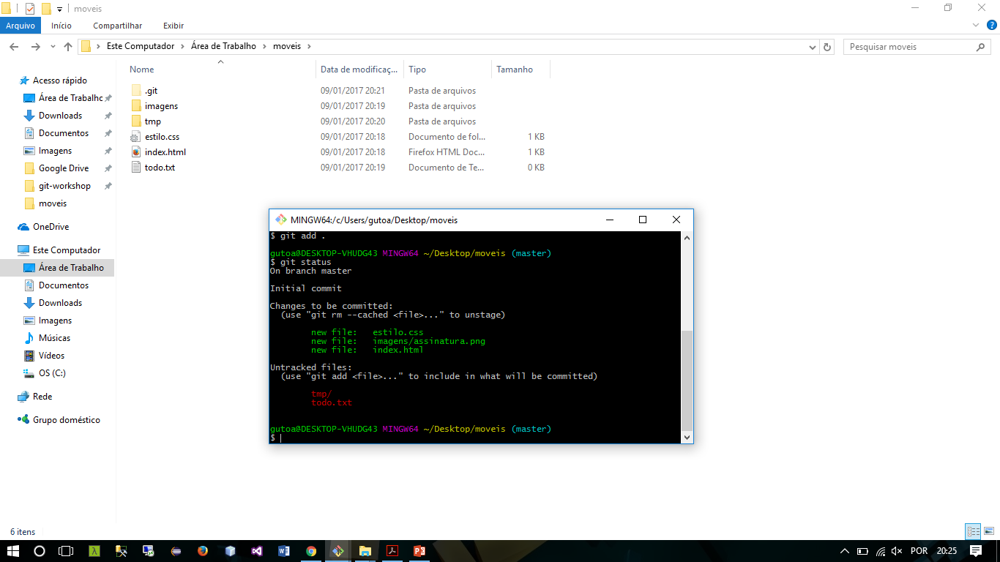 moveis
Arquivo Início Compartilhar Exibir
Este Computador Área de Trabalho moveis Pesquisar moveis
Nome Data de modificaç... Tipo Tamanho
.git 09/01/2017 20:21 Pasta de arquivos
imagens 09/01/2017 20:19 Pasta de arquivos
tmp 09/01/2017 20:20 Pasta de arquivos
estilo.css 09/01/2017 20:18 Documento de fol... 1 KB
index.html 09/01/2017 20:18 Firefox HTML Doc... 1 KB
todo.txt 09/01/2017 20:19 Documento de Te... 0 KB
Acesso rápido
Área de Trabalho
Downloads
Documentos
Imagens
Google Drive
git-workshop
moveis
OneDrive
Este Computador
Área de Trabalho
Documentos
Downloads
Imagens
Músicas
Vídeos
OS (C:)
Rede
Grupo doméstico
MINGW64:/c/Users/gutoa/Desktop/moveis
$ git add .
gutoa@DESKTOP-VHUDG43 MINGW64 ~/Desktop/moveis (master)
$ git status
On branch master
Initial commit
Changes to be committed:
(use "git rm --cached <file>..." to unstage)
new file: estilo.css
new file: imagens/assinatura.png
new file: index.html
Untracked files:
(use "git add <file>..." to include in what will be committed)
tmp/
todo.txt
gutoa@DESKTOP-VHUDG43 MINGW64 ~/Desktop/moveis (master)
$
6 itens
POR 20:25